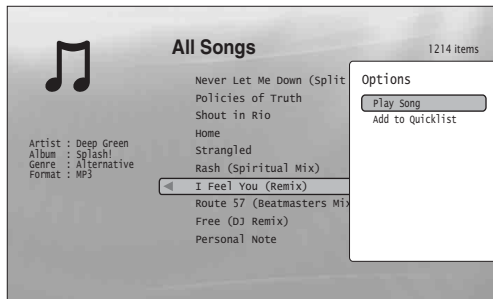 All Songs
1214 items
Never Let Me Down (Split
Policies of Truth
Shout in Rio
Home
Strangled
Rash (Spiritual Mix)
I Feel You (Remix)
Route 57 (Beatmasters Mix
Free (DJ Remix)
Personal Note
Artist : Deep Green
Album : Splash!
Genre : Alternative
Format : MP3
Options
Play Song
Add to Quicklist